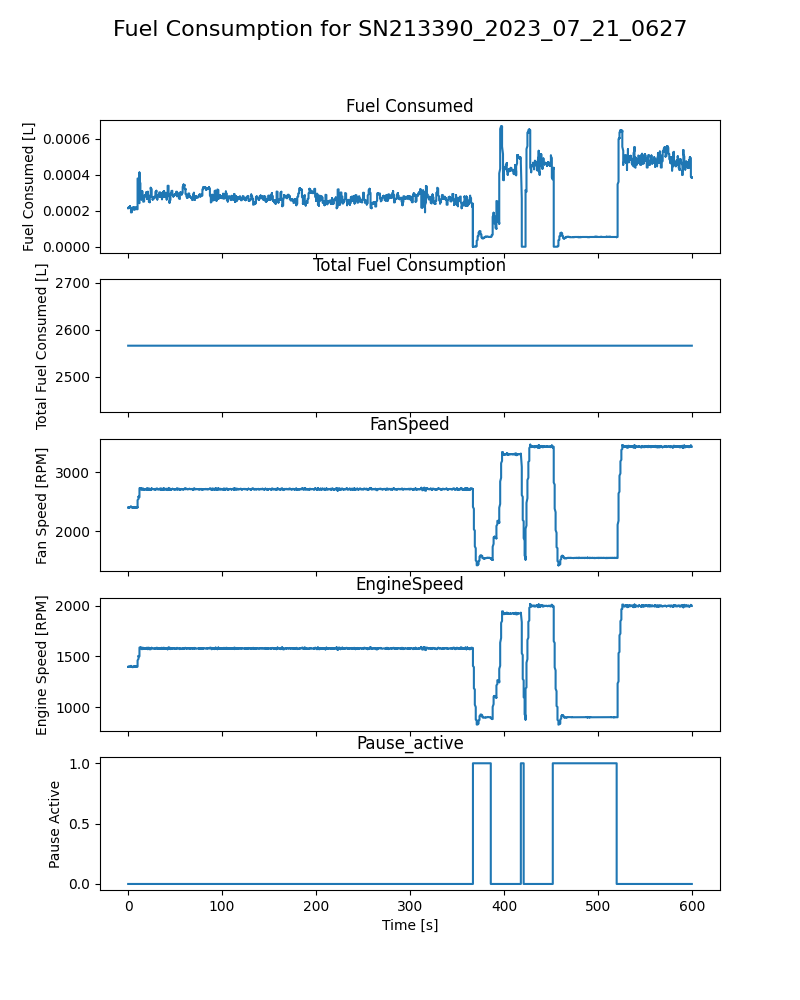 Fuel Consumption for SN213390_2023_07_21_0627
Fuel Consumed
Fuel Consumed [L]
0.0006
0.0004
0.0002
0.0000
Total Fuel Consumption
Total Fuel Consumed [L]
2700
2600
2500
FanSpeed
Fan Speed [RPM]
3000
2000
EngineSpeed
Engine Speed [RPM]
2000
1500
1000
Pause_active
Pause Active
1.0
0.5
0.0
0 100 200 300 400 500 600
Time [s]